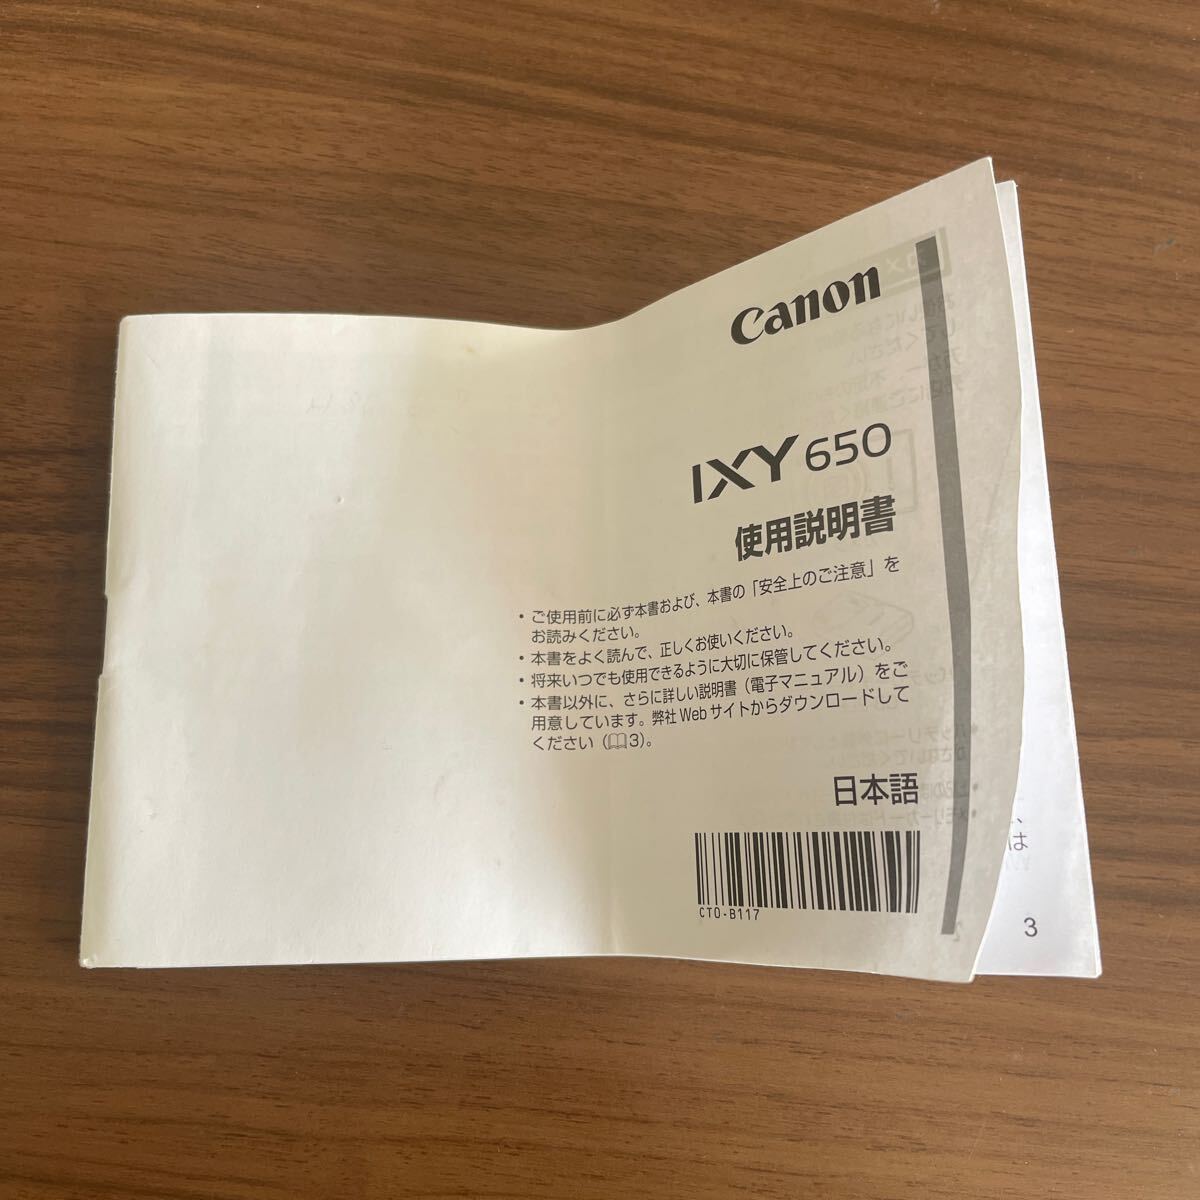 Canon
IXY 650
使用説明書
• ご使用前に必ず本書および、本書の「安全上のご注意」を
お読みください。
• 本書をよく読んで、正しくお使いください。
• 将来いつでも使用できるように大切に保管してください。
• 本書以外に、さらに詳しい説明書（電子マニュアル）をご
用意しています。弊社Webサイトからダウンロードして
ください（3）。
日本語
CT0-B117
、
は
3